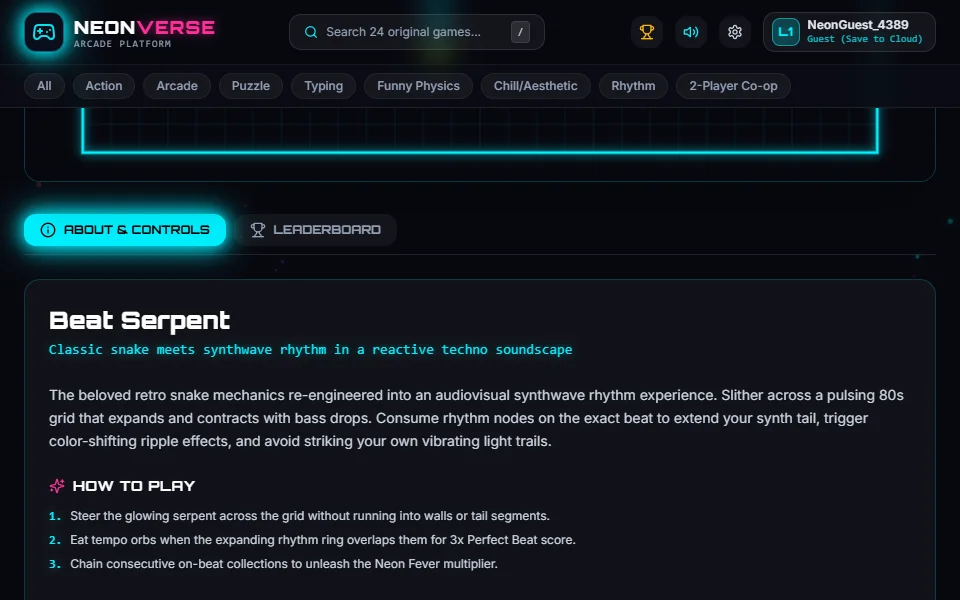 NEONVERSE
ARCADE PLATFORM
Search 24 original games...
/
L1
NeonGuest_4389
Guest (Save to Cloud)
All
Action
Arcade
Puzzle
Typing
Funny Physics
Chill/Aesthetic
Rhythm
2-Player Co-op
ABOUT & CONTROLS
LEADERBOARD
Beat Serpent
Classic snake meets synthwave rhythm in a reactive techno soundscape
The beloved retro snake mechanics re-engineered into an audiovisual synthwave rhythm experience. Slither across a pulsing 80s
grid that expands and contracts with bass drops. Consume rhythm nodes on the exact beat to extend your synth tail, trigger
color-shifting ripple effects, and avoid striking your own vibrating light trails.
HOW TO PLAY
1. Steer the glowing serpent across the grid without running into walls or tail segments.
2. Eat tempo orbs when the expanding rhythm ring overlaps them for 3x Perfect Beat score.
3. Chain consecutive on-beat collections to unleash the Neon Fever multiplier.